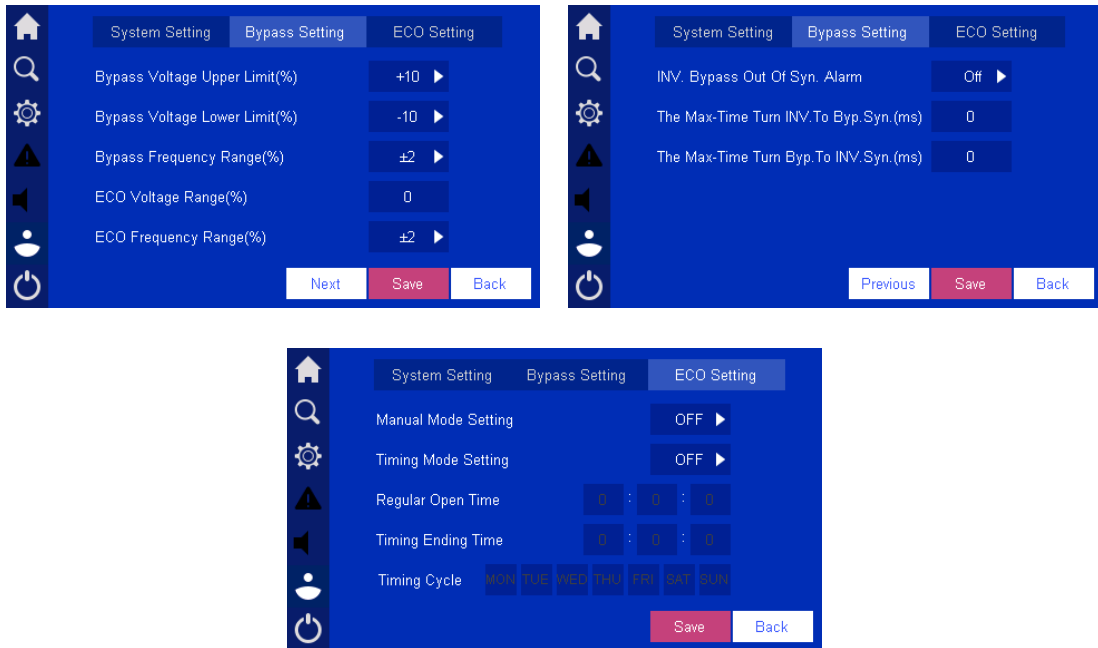 System Setting Bypass Setting ECO Setting
Bypass Voltage Upper Limit(%) +10
Bypass Voltage Lower Limit(%) -10
Bypass Frequency Range(%) ±2
ECO Voltage Range(%) 0
ECO Frequency Range(%) ±2
Next Save Back
System Setting Bypass Setting ECO Setting
INV. Bypass Out Of Syn. Alarm Off
The Max-Time Turn INV.To Byp.Syn.(ms) 0
The Max-Time Turn Byp.To INV.Syn.(ms) 0
Previous Save Back
System Setting Bypass Setting ECO Setting
Manual Mode Setting OFF
Timing Mode Setting OFF
Regular Open Time 0 : 0 : 0
Timing Ending Time 0 : 0 : 0
Timing Cycle MON TUE WED THU FRI SAT SUN
Save Back